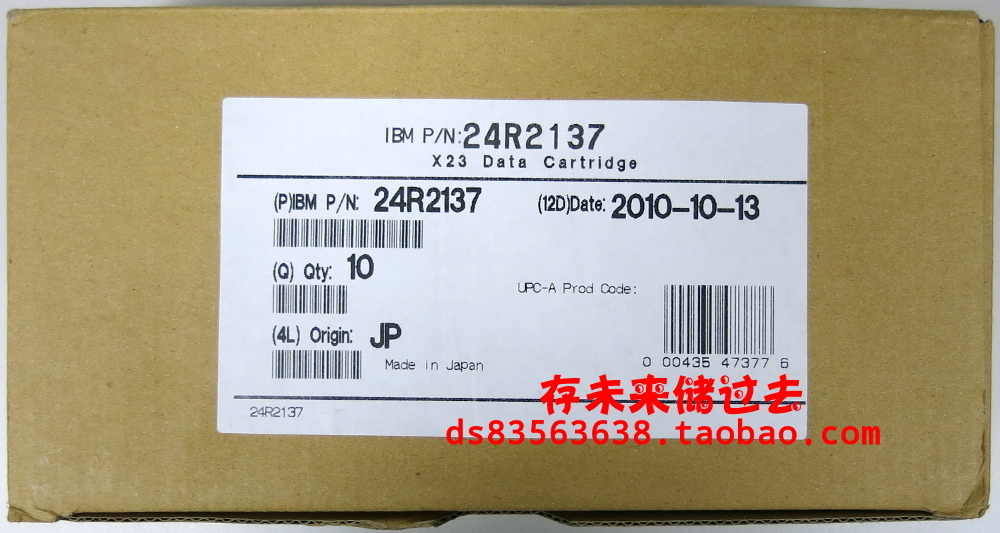 IBM P/N: 24R2137
X23 Data Cartridge
(P)IBM P/N: 24R2137
(12D)Date: 2010-10-13
(Q) Qty: 10
UPC-A Prod Code:
(4L) Origin: JP
Made in Japan
0 00435 47377 6
存未来储过去
24R2137
ds83563638.taobao.com